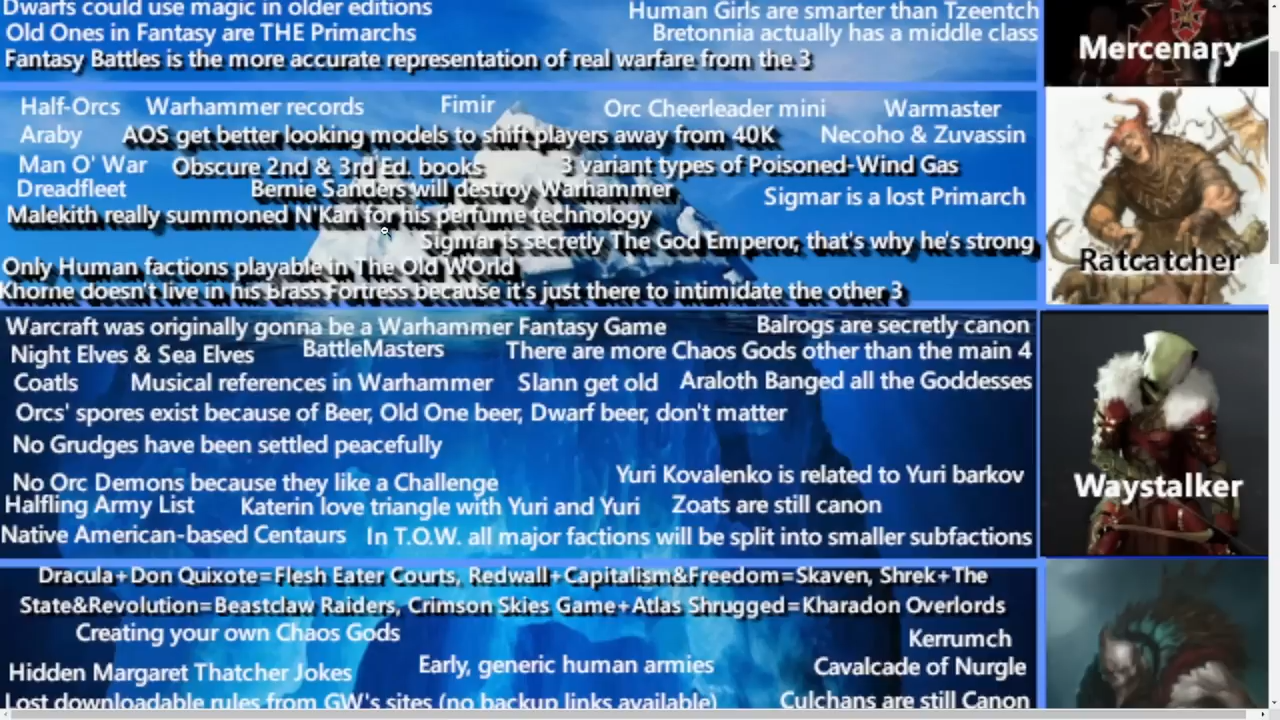 Dwarfs could use magic in older editions
Human Girls are smarter than Tzeentch
Old Ones in Fantasy are THE Primarchs
Bretonnia actually has a middle class
Fantasy Battles is the more accurate representation of real warfare from the 3
Mercenary
Half-Orcs Warhammer records Fimir Orc Cheerleader mini Warmaster
Araby AOS get better looking models to shift players away from 40K Necoho & Zuvassin
Man O' War Obscure 2nd & 3rd Ed. books 3 variant types of Poisoned-Wind Gas
Dreadfleet Bernie Sanders will destroy Warhammer Sigmar is a lost Primarch
Malekith really summoned N'Kari for his perfume technology
Sigmar is secretly The God Emperor, that's why he's strong
Only Human factions playable in The Old WOrld
Khorne doesn't live in his Brass Fortress because it's just there to intimidate the other 3
Ratcatcher
Warcraft was originally gonna be a Warhammer Fantasy Game Balrogs are secretly canon
Night Elves & Sea Elves BattleMasters There are more Chaos Gods other than the main 4
Coatls Musical references in Warhammer Slann get old Araloth Banged all the Goddesses
Orcs' spores exist because of Beer, Old One beer, Dwarf beer, don't matter
No Grudges have been settled peacefully
No Orc Demons because they like a Challenge Yuri Kovalenko is related to Yuri barkov
Halfling Army List Katerin love triangle with Yuri and Yuri Zoats are still canon
Native American-based Centaurs In T.O.W. all major factions will be split into smaller subfactions
Waystalker
Dracula+Don Quixote=Flesh Eater Courts, Redwall+Capitalism&Freedom=Skaven, Shrek+The
State&Revolution=Beastclaw Raiders, Crimson Skies Game+Atlas Shrugged=Kharadon Overlords
Creating your own Chaos Gods Kerrumch
Hidden Margaret Thatcher Jokes Early, generic human armies Cavalcade of Nurgle
Lost downloadable rules from GW's sites (no backup links available) Culchans are still Canon